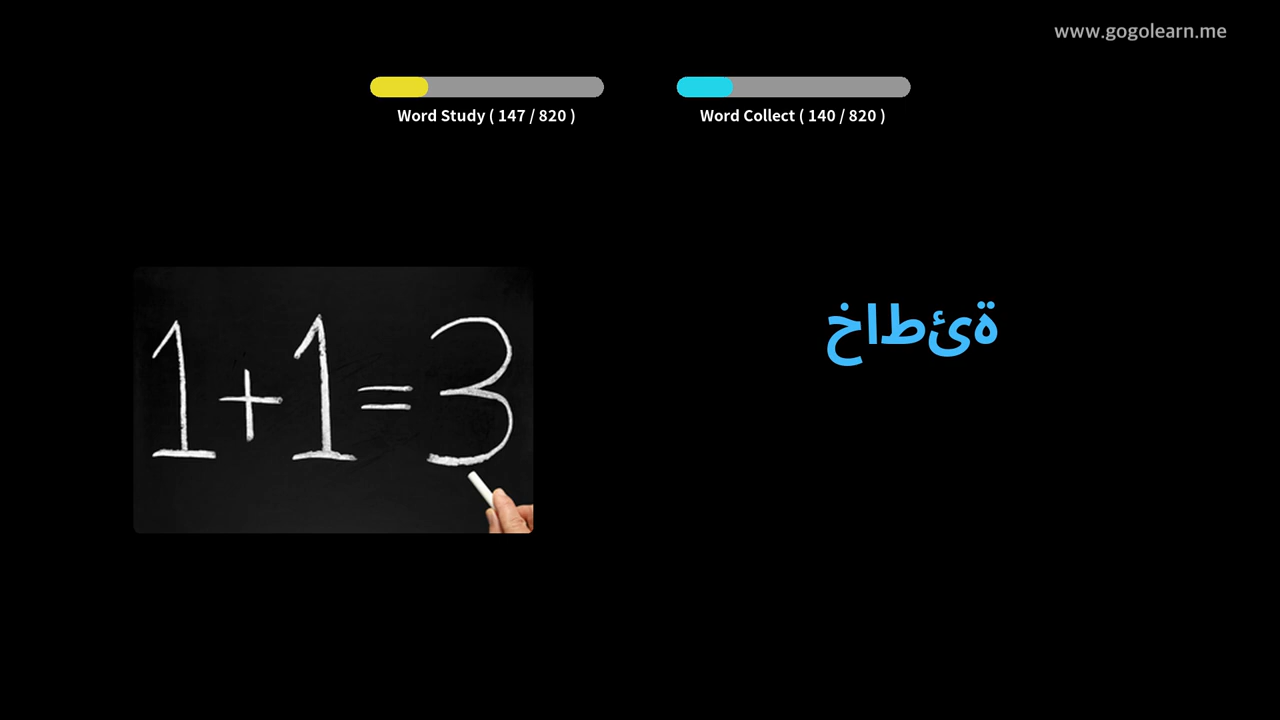 www.gogolearn.me
Word Study ( 147 / 820 )
Word Collect ( 140 / 820 )
1+1=3
خاطئة